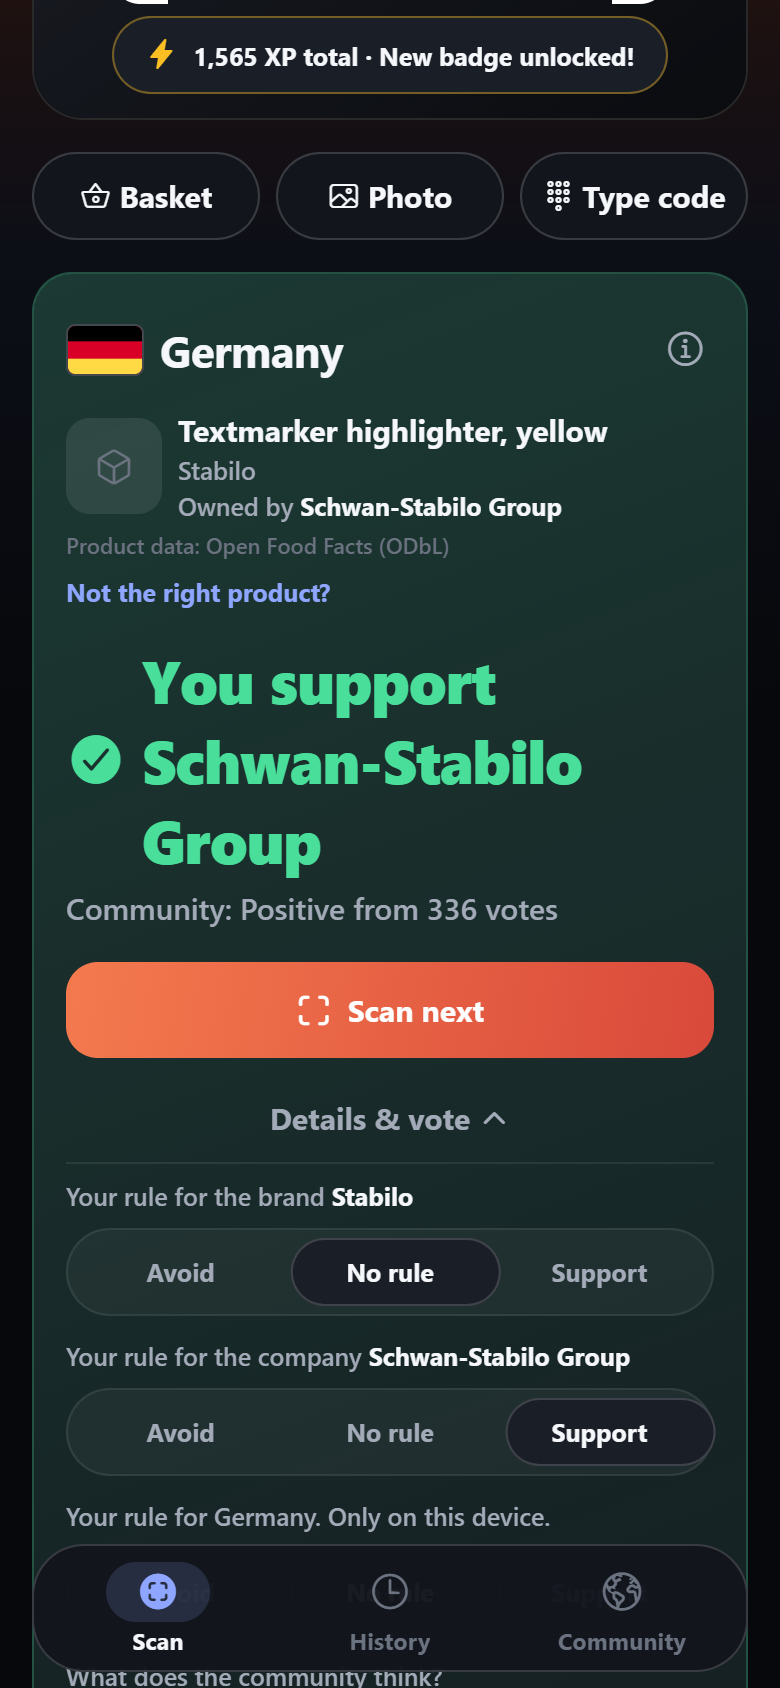 1,565 XP total · New badge unlocked!
Basket
Photo
Type code
Germany
Textmarker highlighter, yellow
Stabilo
Owned by Schwan-Stabilo Group
Product data: Open Food Facts (ODbL)
Not the right product?
You support
Schwan-Stabilo
Group
Community: Positive from 336 votes
Scan next
Details & vote
Your rule for the brand Stabilo
Avoid
No rule
Support
Your rule for the company Schwan-Stabilo Group
Avoid
No rule
Support
Your rule for Germany. Only on this device.
Scan
History
Community
What does the community think?